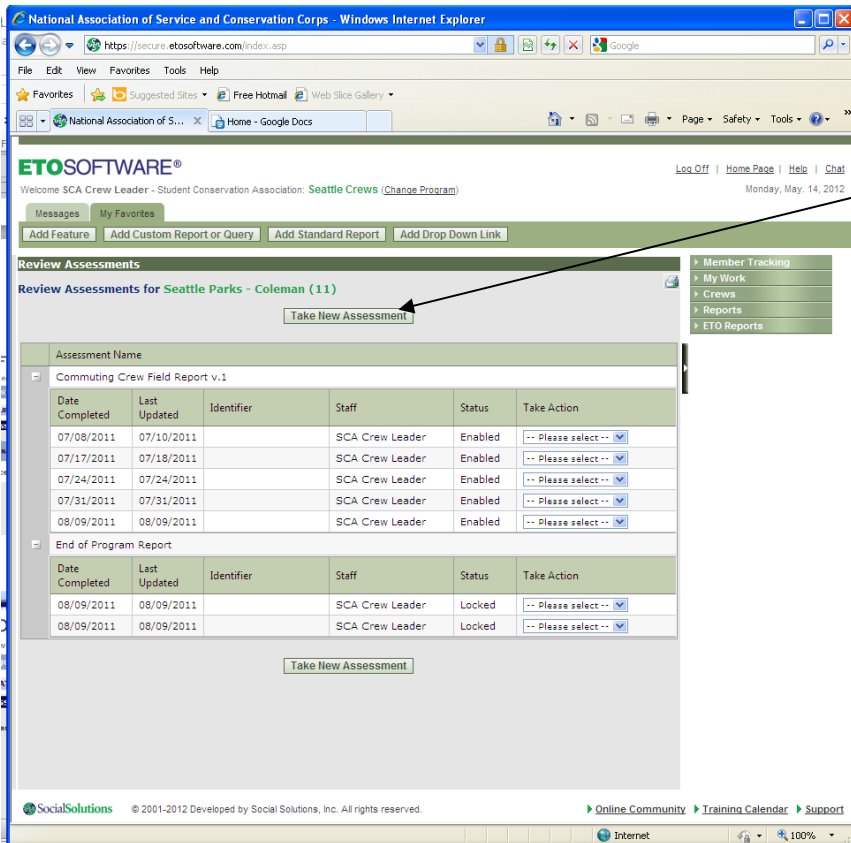 National Association of Service and Conservation Corps - Windows Internet Explorer
https://secure.etosoftware.com/index.asp
Google
File Edit View Favorites Tools Help
Favorites Suggested Sites Free Hotmail Web Slice Gallery
National Association of S... X Home - Google Docs Page Safety Tools »
ETOSOFTWARE®
Log Off | Home Page | Help | Chat
Welcome SCA Crew Leader - Student Conservation Association: Seattle Crews (Change Program)
Monday, May. 14, 2012
Messages My Favorites
Add Feature Add Custom Report or Query Add Standard Report Add Drop Down Link
Review Assessments
Member Tracking
My Work
Crews
Reports
ETO Reports
Review Assessments for Seattle Parks - Coleman (11)
Take New Assessment
Assessment Name
Commuting Crew Field Report v.1
Date Completed Last Updated Identifier Staff Status Take Action
07/08/2011 07/10/2011 SCA Crew Leader Enabled -- Please select --
07/17/2011 07/18/2011 SCA Crew Leader Enabled -- Please select --
07/24/2011 07/24/2011 SCA Crew Leader Enabled -- Please select --
07/31/2011 07/31/2011 SCA Crew Leader Enabled -- Please select --
08/09/2011 08/09/2011 SCA Crew Leader Enabled -- Please select --
End of Program Report
Date Completed Last Updated Identifier Staff Status Take Action
08/09/2011 08/09/2011 SCA Crew Leader Locked -- Please select --
08/09/2011 08/09/2011 SCA Crew Leader Locked -- Please select --
Take New Assessment
SocialSolutions © 2001-2012 Developed by Social Solutions, Inc. All rights reserved. Online Community Training Calendar Support
Internet 100%